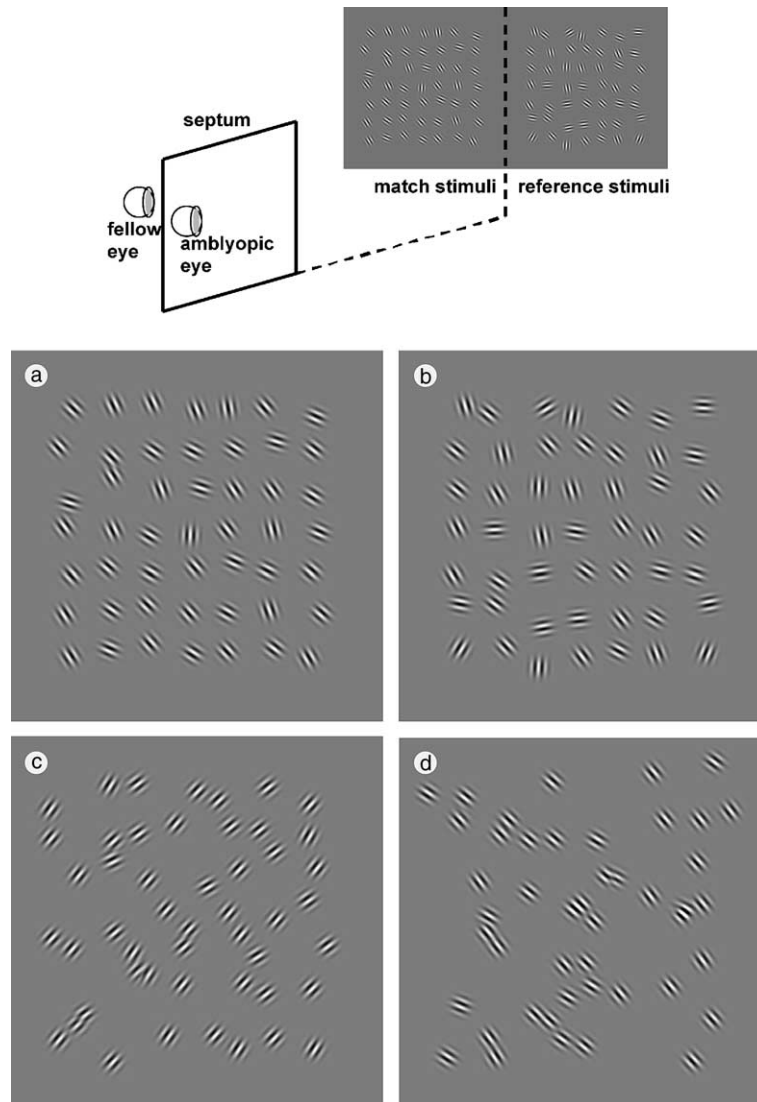 septum
match stimuli
reference stimuli
fellow
eye
amblyopic
eye
a
b
c
d